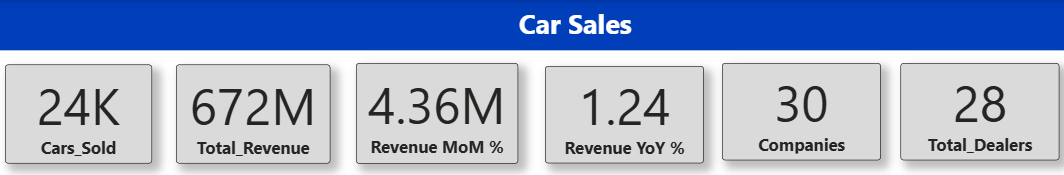 Car Sales
24K
Cars_Sold
672M
Total_Revenue
4.36M
Revenue MoM %
1.24
Revenue YoY %
30
Companies
28
Total_Dealers